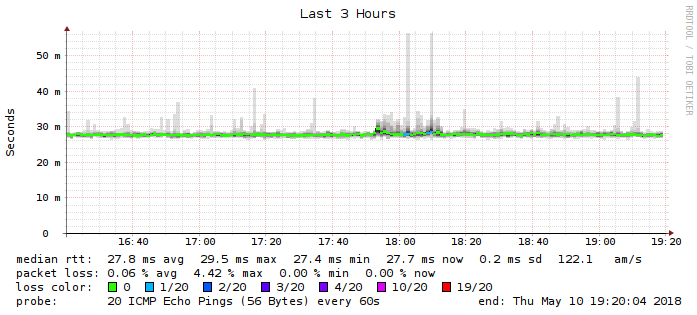 Last 3 Hours
RRDTOOL / TOBI OETIKER
Seconds
50 m
40 m
30 m
20 m
10 m
0
16:40 17:00 17:20 17:40 18:00 18:20 18:40 19:00 19:20
median rtt: 27.8 ms avg 29.5 ms max 27.4 ms min 27.7 ms now 0.2 ms sd 122.1 am/s
packet loss: 0.06 % avg 4.42 % max 0.00 % min 0.00 % now
loss color: 0 1/20 2/20 3/20 4/20 10/20 19/20
probe: 20 ICMP Echo Pings (56 Bytes) every 60s end: Thu May 10 19:20:04 2018